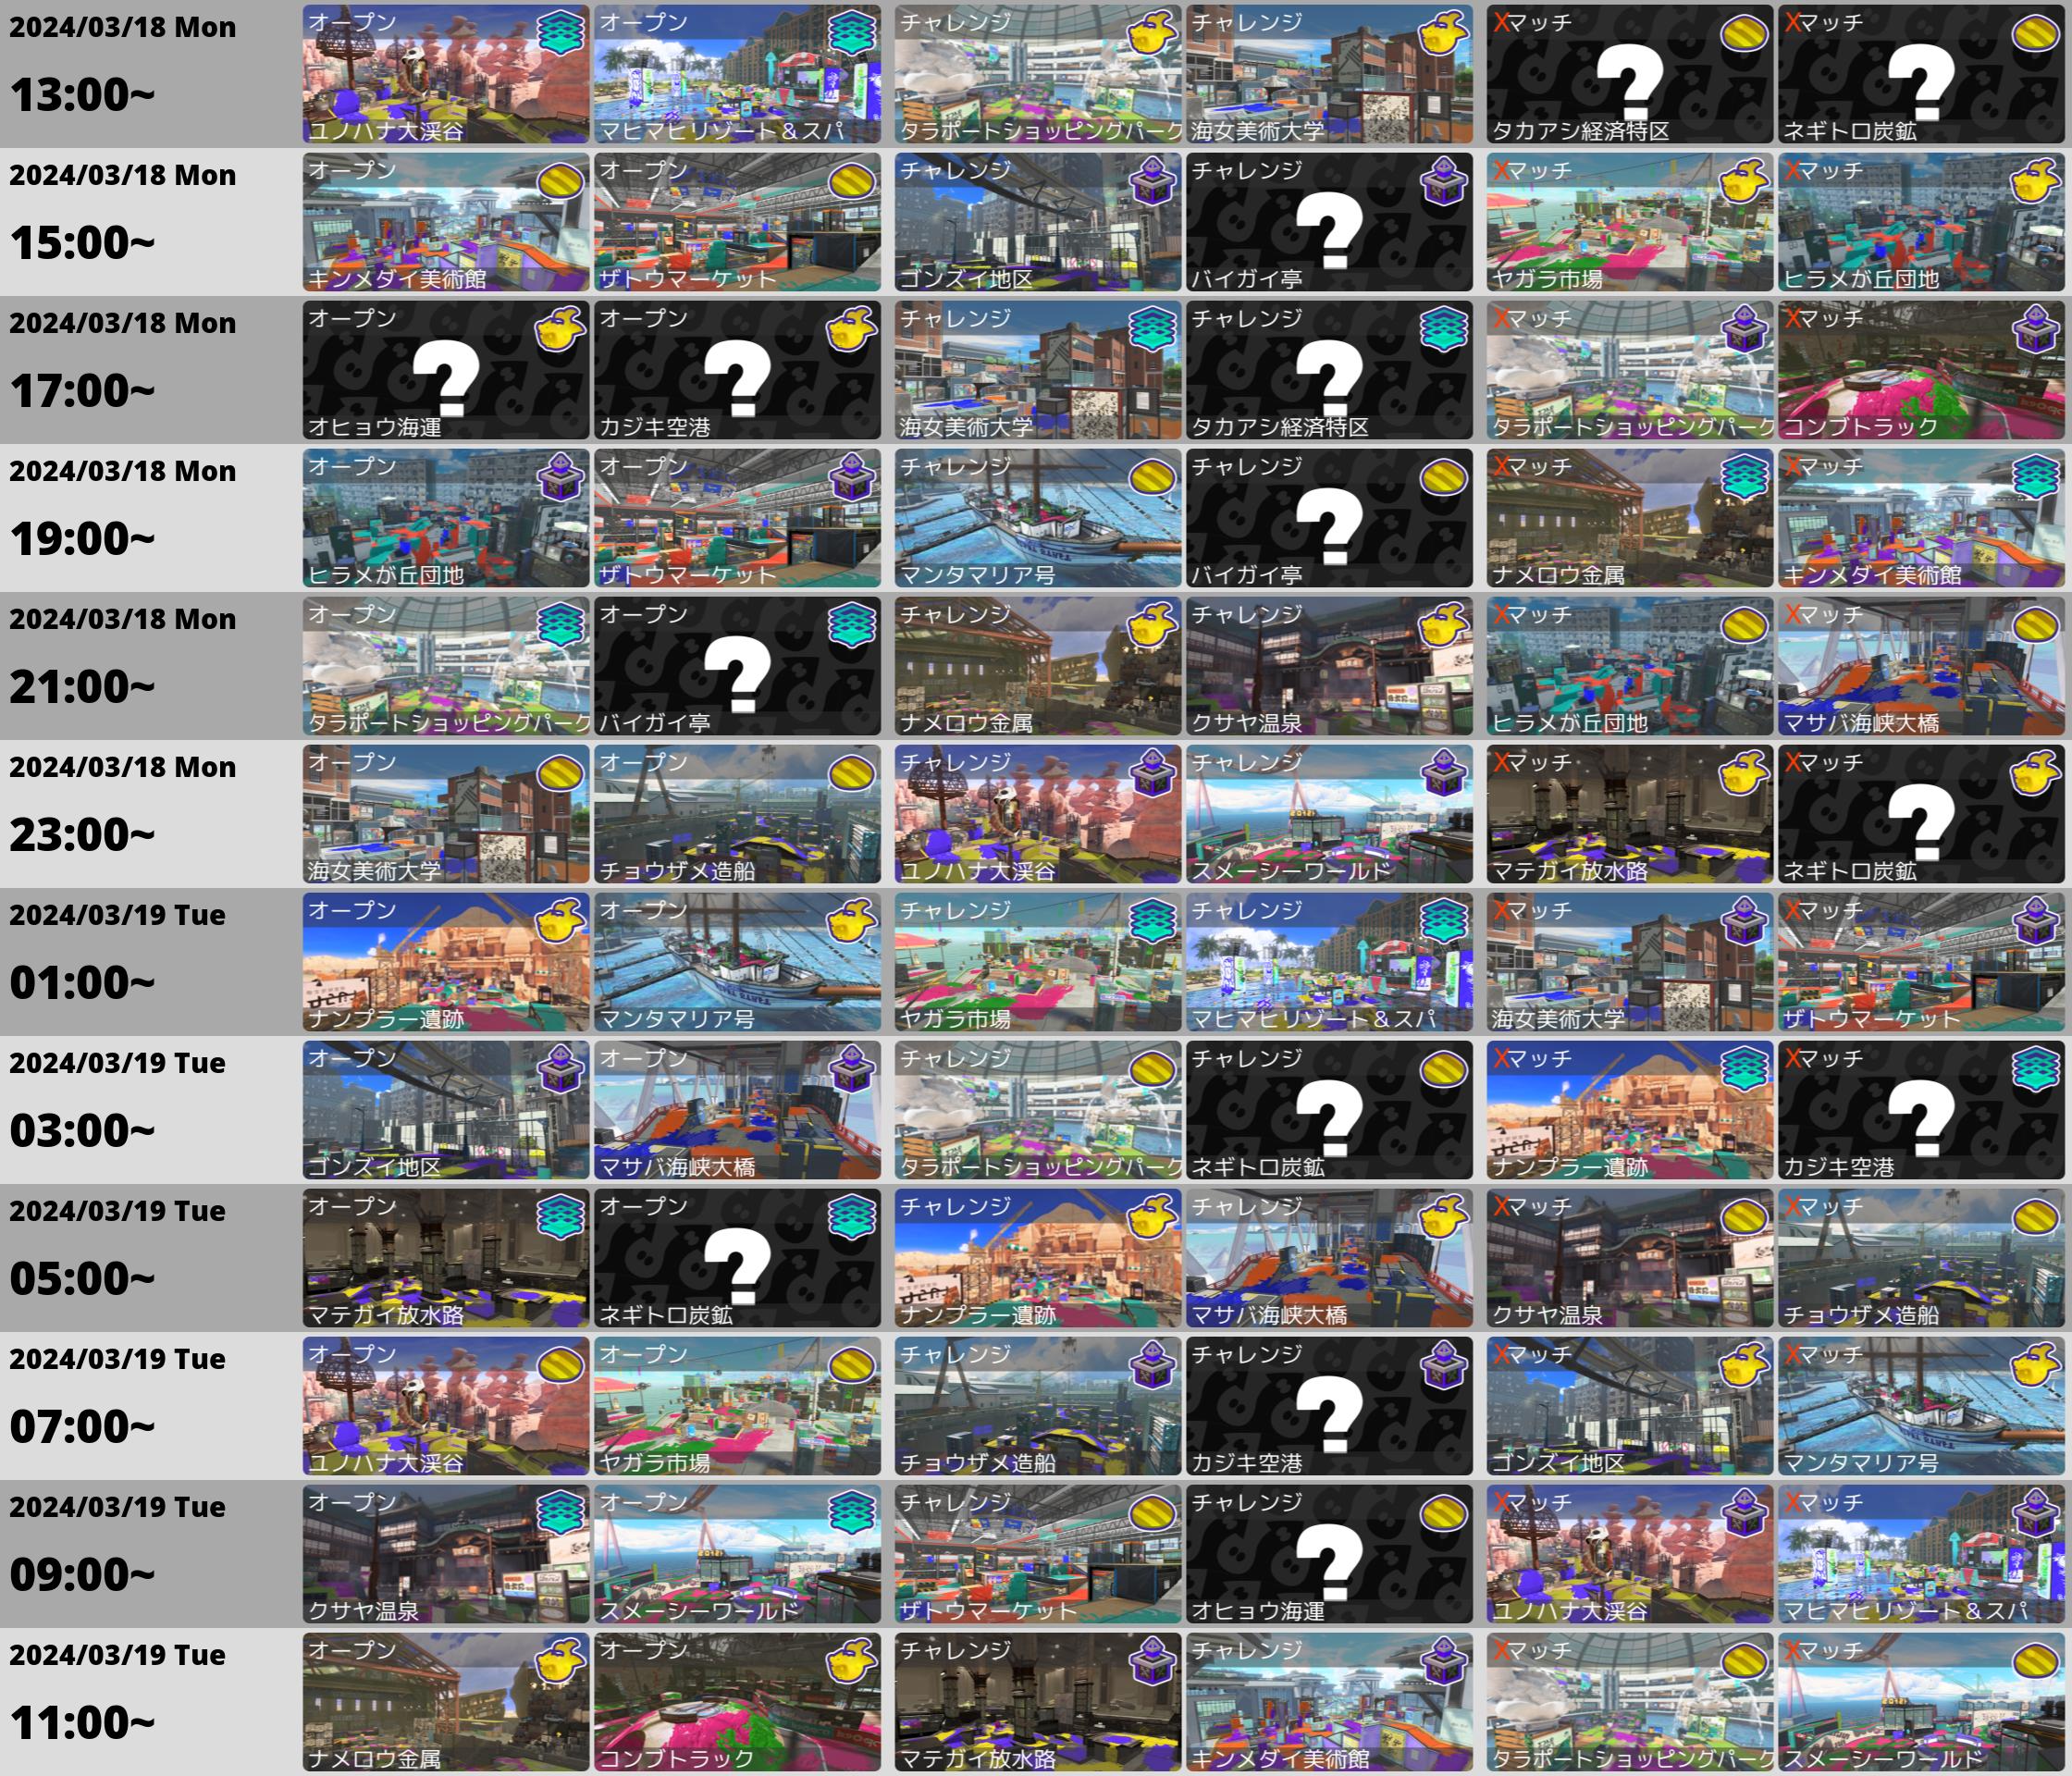 2024/03/18 Mon
13:00~
オープン
ユノハナ大渓谷
オープン
マヒマヒリゾート＆スパ
チャレンジ
タラポートショッピングパーク
チャレンジ
海女美術大学
Xマッチ
タカアシ経済特区
Xマッチ
ネギトロ炭鉱
2024/03/18 Mon
15:00~
オープン
キンメダイ美術館
オープン
ザトウマーケット
チャレンジ
ゴンズイ地区
チャレンジ
バイガイ亭
Xマッチ
ヤガラ市場
Xマッチ
ヒラメが丘団地
2024/03/18 Mon
17:00~
オープン
オヒョウ海運
オープン
カジキ空港
チャレンジ
海女美術大学
チャレンジ
タカアシ経済特区
Xマッチ
タラポートショッピングパーク
Xマッチ
コンブトラック
2024/03/18 Mon
19:00~
オープン
ヒラメが丘団地
オープン
ザトウマーケット
チャレンジ
マンタマリア号
チャレンジ
バイガイ亭
Xマッチ
ナメロウ金属
Xマッチ
キンメダイ美術館
2024/03/18 Mon
21:00~
オープン
タラポートショッピングパーク
オープン
バイガイ亭
チャレンジ
ナメロウ金属
チャレンジ
クサヤ温泉
Xマッチ
ヒラメが丘団地
Xマッチ
マサバ海峡大橋
2024/03/18 Mon
23:00~
オープン
海女美術大学
オープン
チョウザメ造船
チャレンジ
ユノハナ大渓谷
チャレンジ
スメーシーワールド
Xマッチ
マテガイ放水路
Xマッチ
ネギトロ炭鉱
2024/03/19 Tue
01:00~
オープン
ナンプラー遺跡
オープン
マンタマリア号
チャレンジ
ヤガラ市場
チャレンジ
マヒマヒリゾート＆スパ
Xマッチ
海女美術大学
Xマッチ
ザトウマーケット
2024/03/19 Tue
03:00~
オープン
ゴンズイ地区
オープン
マサバ海峡大橋
チャレンジ
タラポートショッピングパーク
チャレンジ
ネギトロ炭鉱
Xマッチ
ナンプラー遺跡
Xマッチ
カジキ空港
2024/03/19 Tue
05:00~
オープン
マテガイ放水路
オープン
ネギトロ炭鉱
チャレンジ
ナンプラー遺跡
チャレンジ
マサバ海峡大橋
Xマッチ
クサヤ温泉
Xマッチ
チョウザメ造船
2024/03/19 Tue
07:00~
オープン
ユノハナ大渓谷
オープン
ヤガラ市場
チャレンジ
チョウザメ造船
チャレンジ
カジキ空港
Xマッチ
ゴンズイ地区
Xマッチ
マンタマリア号
2024/03/19 Tue
09:00~
オープン
クサヤ温泉
オープン
スメーシーワールド
チャレンジ
ザトウマーケット
チャレンジ
オヒョウ海運
Xマッチ
ユノハナ大渓谷
Xマッチ
マヒマヒリゾート＆スパ
2024/03/19 Tue
11:00~
オープン
ナメロウ金属
オープン
コンブトラック
チャレンジ
マテガイ放水路
チャレンジ
キンメダイ美術館
Xマッチ
タラポートショッピングパーク
Xマッチ
スメーシーワールド